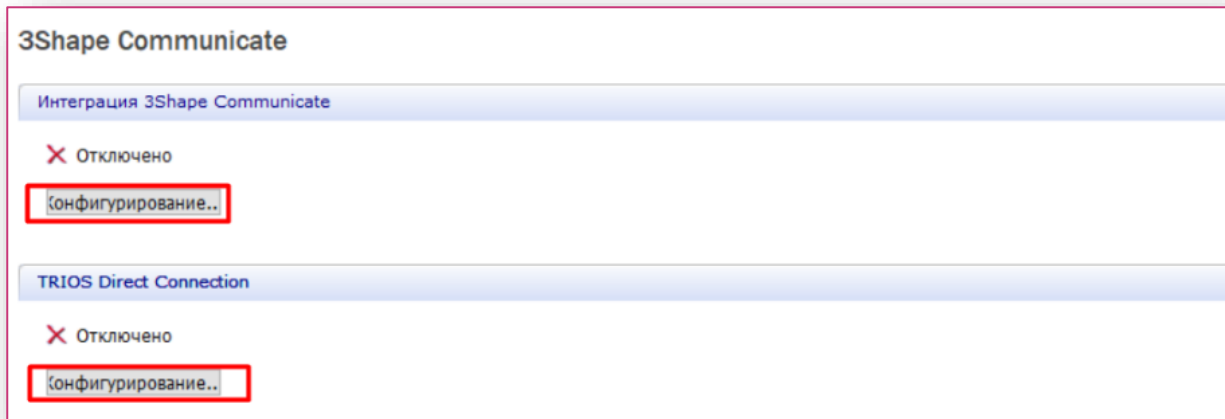 3Shape Communicate
Интеграция 3Shape Communicate
Отключено
Конфигурирование..
TRIOS Direct Connection
Отключено
Конфигурирование..